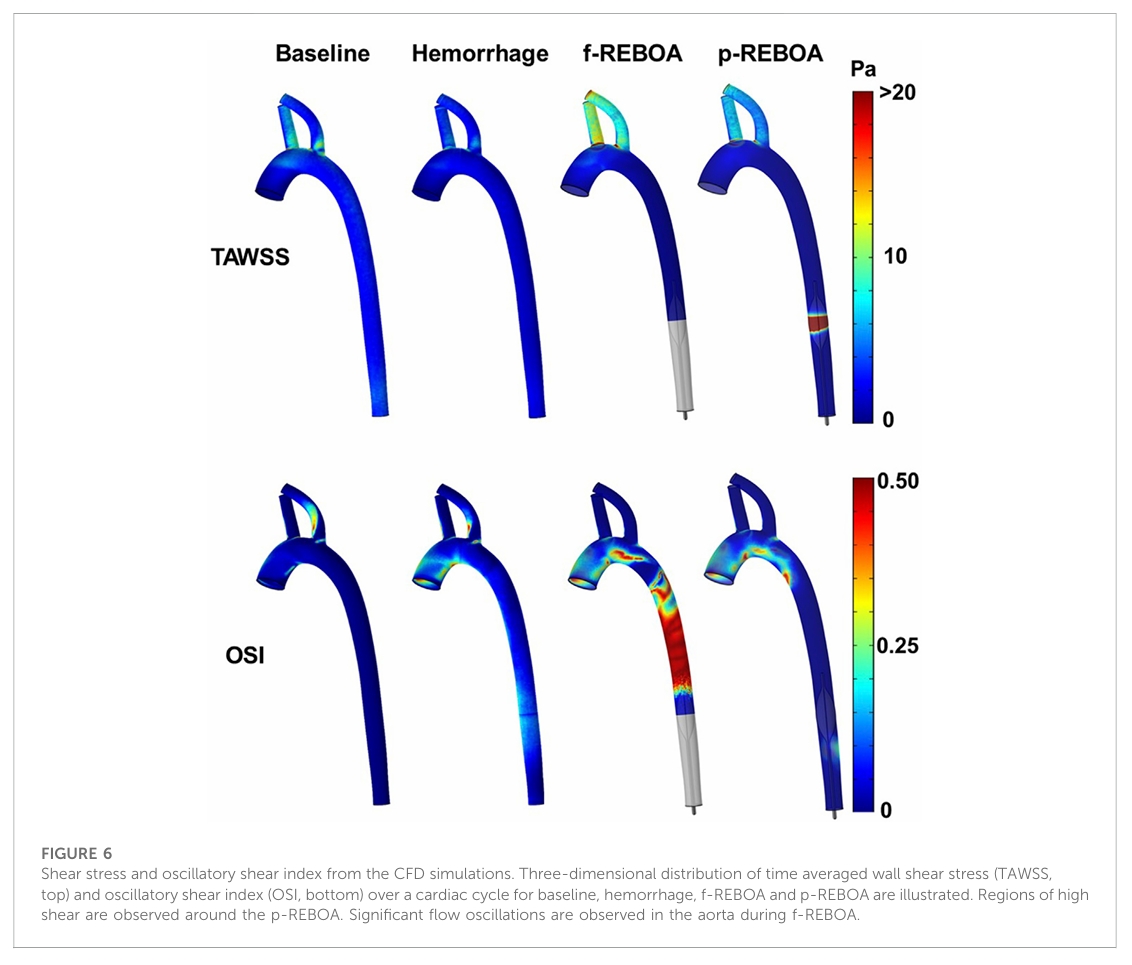 Baseline Hemorrhage f-REBOA p-REBOA
Pa
>20
TAWSS
10
0
0.50
OSI
0.25
0
FIGURE 6
Shear stress and oscillatory shear index from the CFD simulations. Three-dimensional distribution of time averaged wall shear stress (TAWSS,
top) and oscillatory shear index (OSI, bottom) over a cardiac cycle for baseline, hemorrhage, f-REBOA and p-REBOA are illustrated. Regions of high
shear are observed around the p-REBOA. Significant flow oscillations are observed in the aorta during f-REBOA.